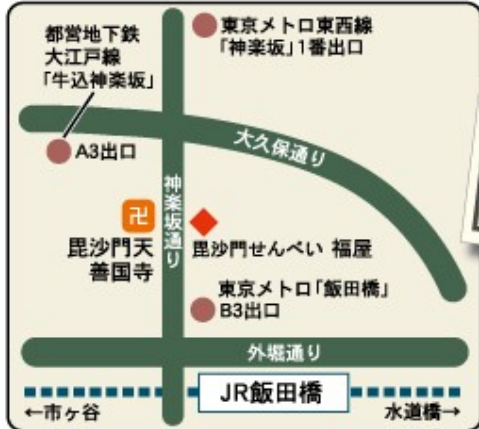 都営地下鉄
大江戸線
「牛込神楽坂」
東京メトロ東西線
「神楽坂」1番出口
A3出口
大久保通り
神楽坂通り
卍
毘沙門天
善国寺
毘沙門せんべい 福屋
東京メトロ「飯田橋」
B3出口
外堀通り
JR飯田橋
←市ヶ谷
水道橋→